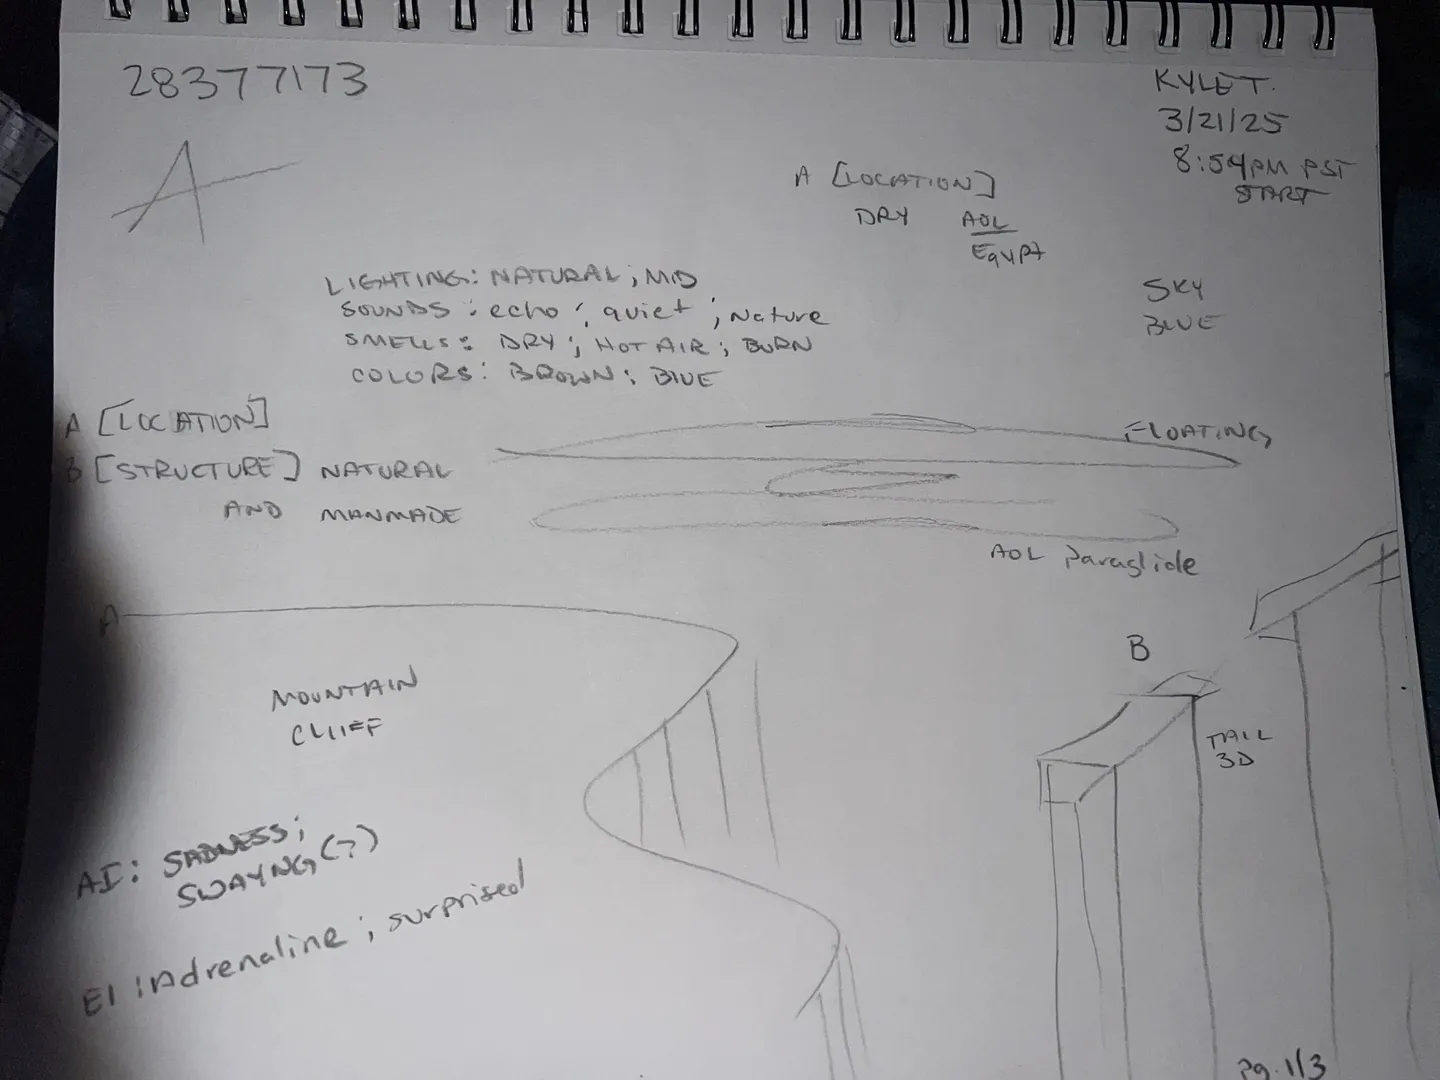 28377173
KYLE T.
3/21/25
8:54PM PST
START
A
A [LOCATION]
DRY AOL
Egypt
LIGHTING: NATURAL; MID
SOUNDS: echo; quiet; Nature
SMELLS: DRY; HOT AIR; BURN
COLORS: BROWN; BLUE
SKY
BLUE
A [LOCATION]
B [STRUCTURE] NATURAL
AND MANMADE
FLOATING
AOL Paraglide
A
MOUNTAIN
CLIFF
B
TALL
3D
AI: SADNESS;
SWAYNG(?)
EI: Adrenaline; surprised
pg. 1/3